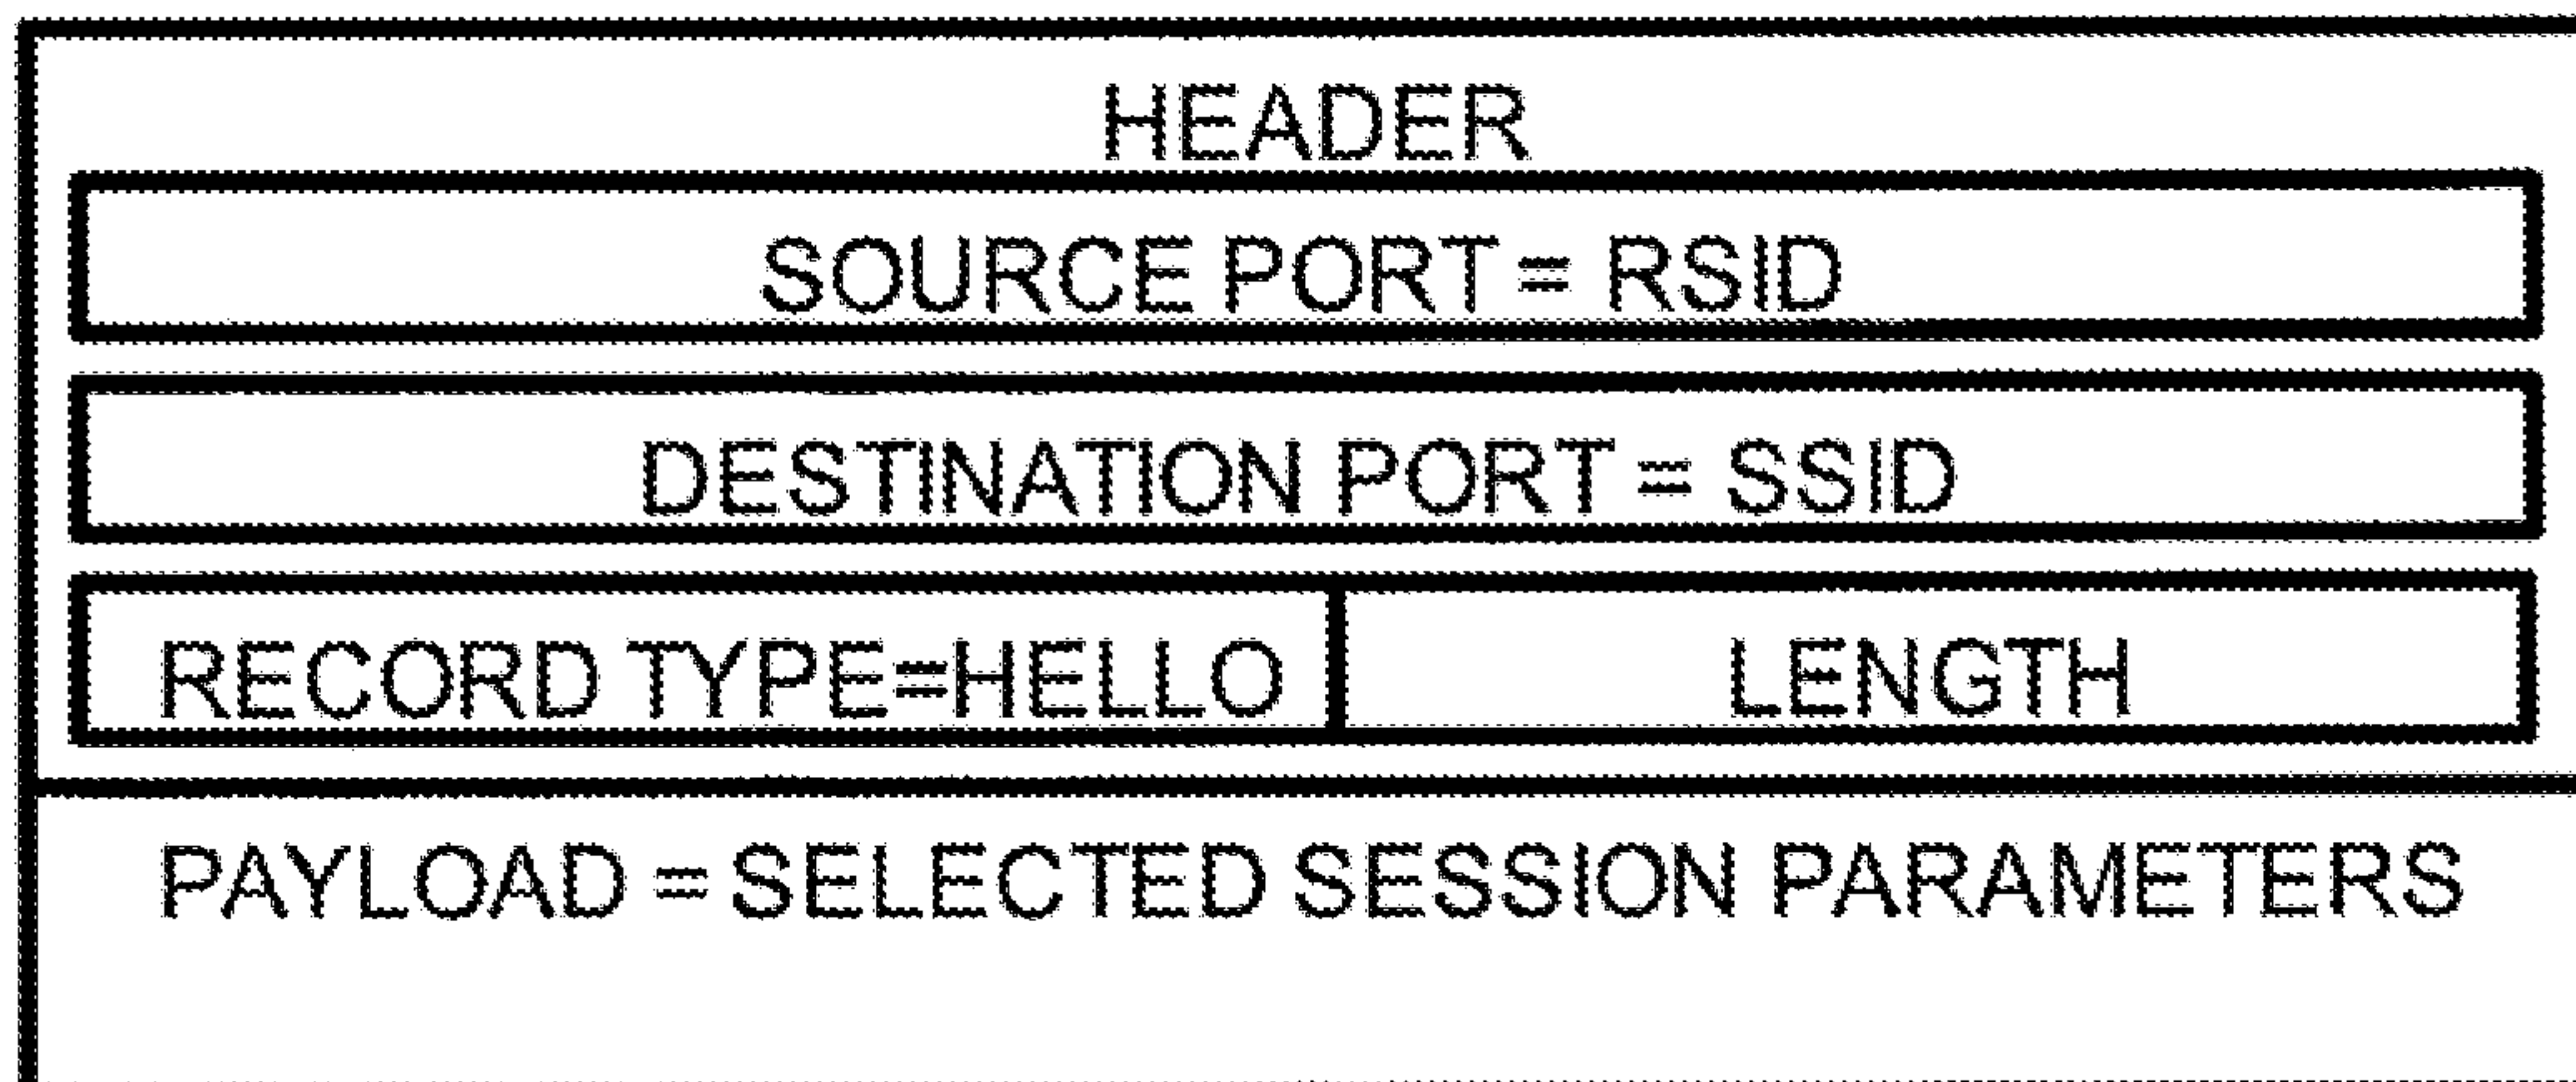 HEADER
SOURCE PORT = RSID
DESTINATION PORT = SSID
RECORD TYPE=HELLO LENGTH
PAYLOAD = SELECTED SESSION PARAMETERS